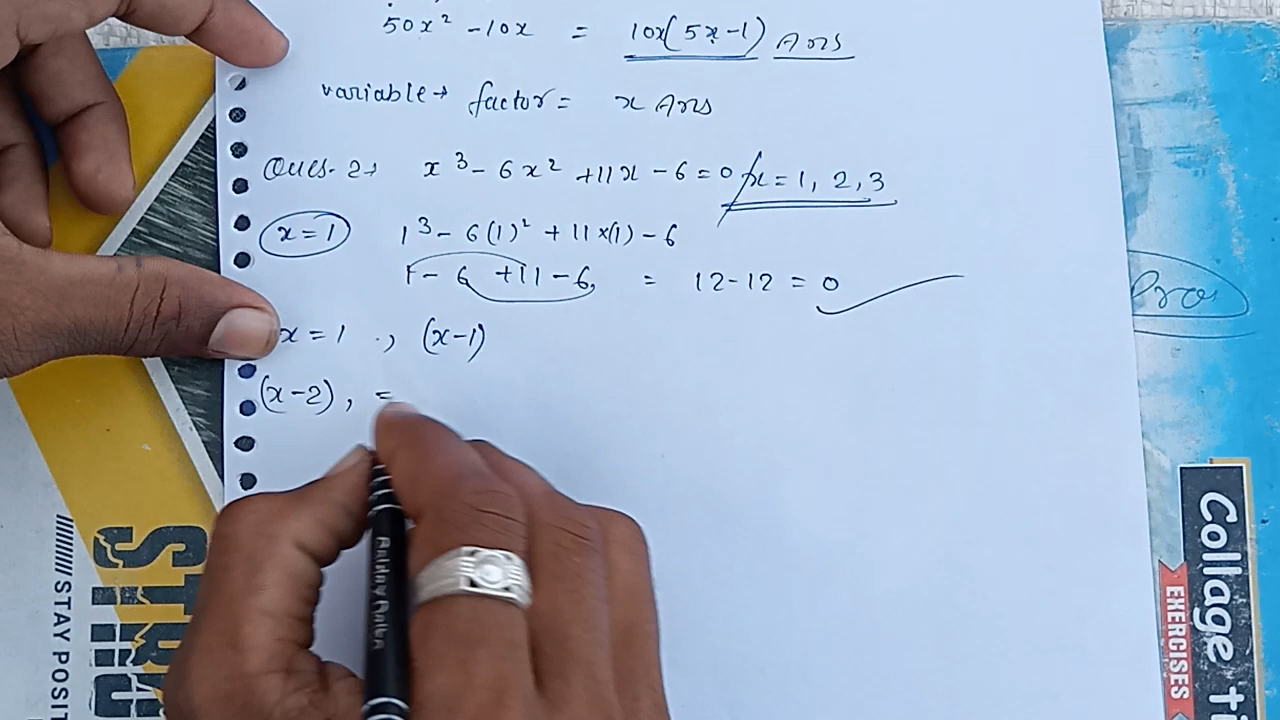 50x² - 10x = 10x(5x-1) Ans
variable → factor = x Ans
Ques. 2 → x³ - 6x² + 11x - 6 = 0 / x = 1, 2, 3
x = 1 1³ - 6(1)² + 11×(1) - 6
1 - 6 + 11 - 6, = 12 - 12 = 0
x = 1 ., (x-1)
(x-2), =
STAY POSIT
Collage
EXERCISES